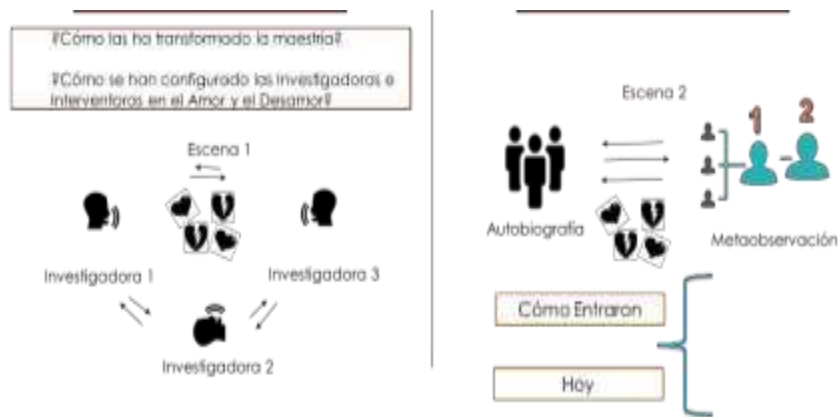 ¿Cómo las ha transformado la maestría?
¿Cómo se han configurado las Investigadoras e
Interventoras en el Amor y el Desamor?
Escena 1
Investigadora 1
Investigadora 3
Investigadora 2
Escena 2
1
2
Autobiografía
Metaobservación
Cómo Entraron
Hoy